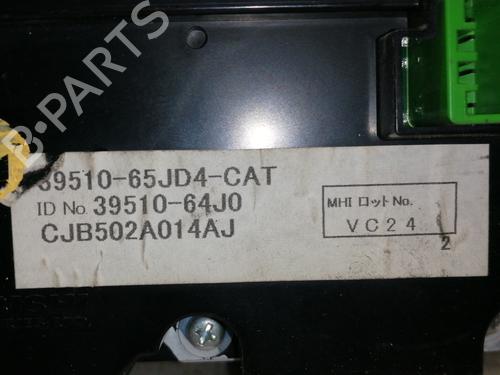 B-PARTS
39510-65JD4-CAT
ID No. 39510-64J0
CJB502A014AJ
MHI ロット No.
VC24
2